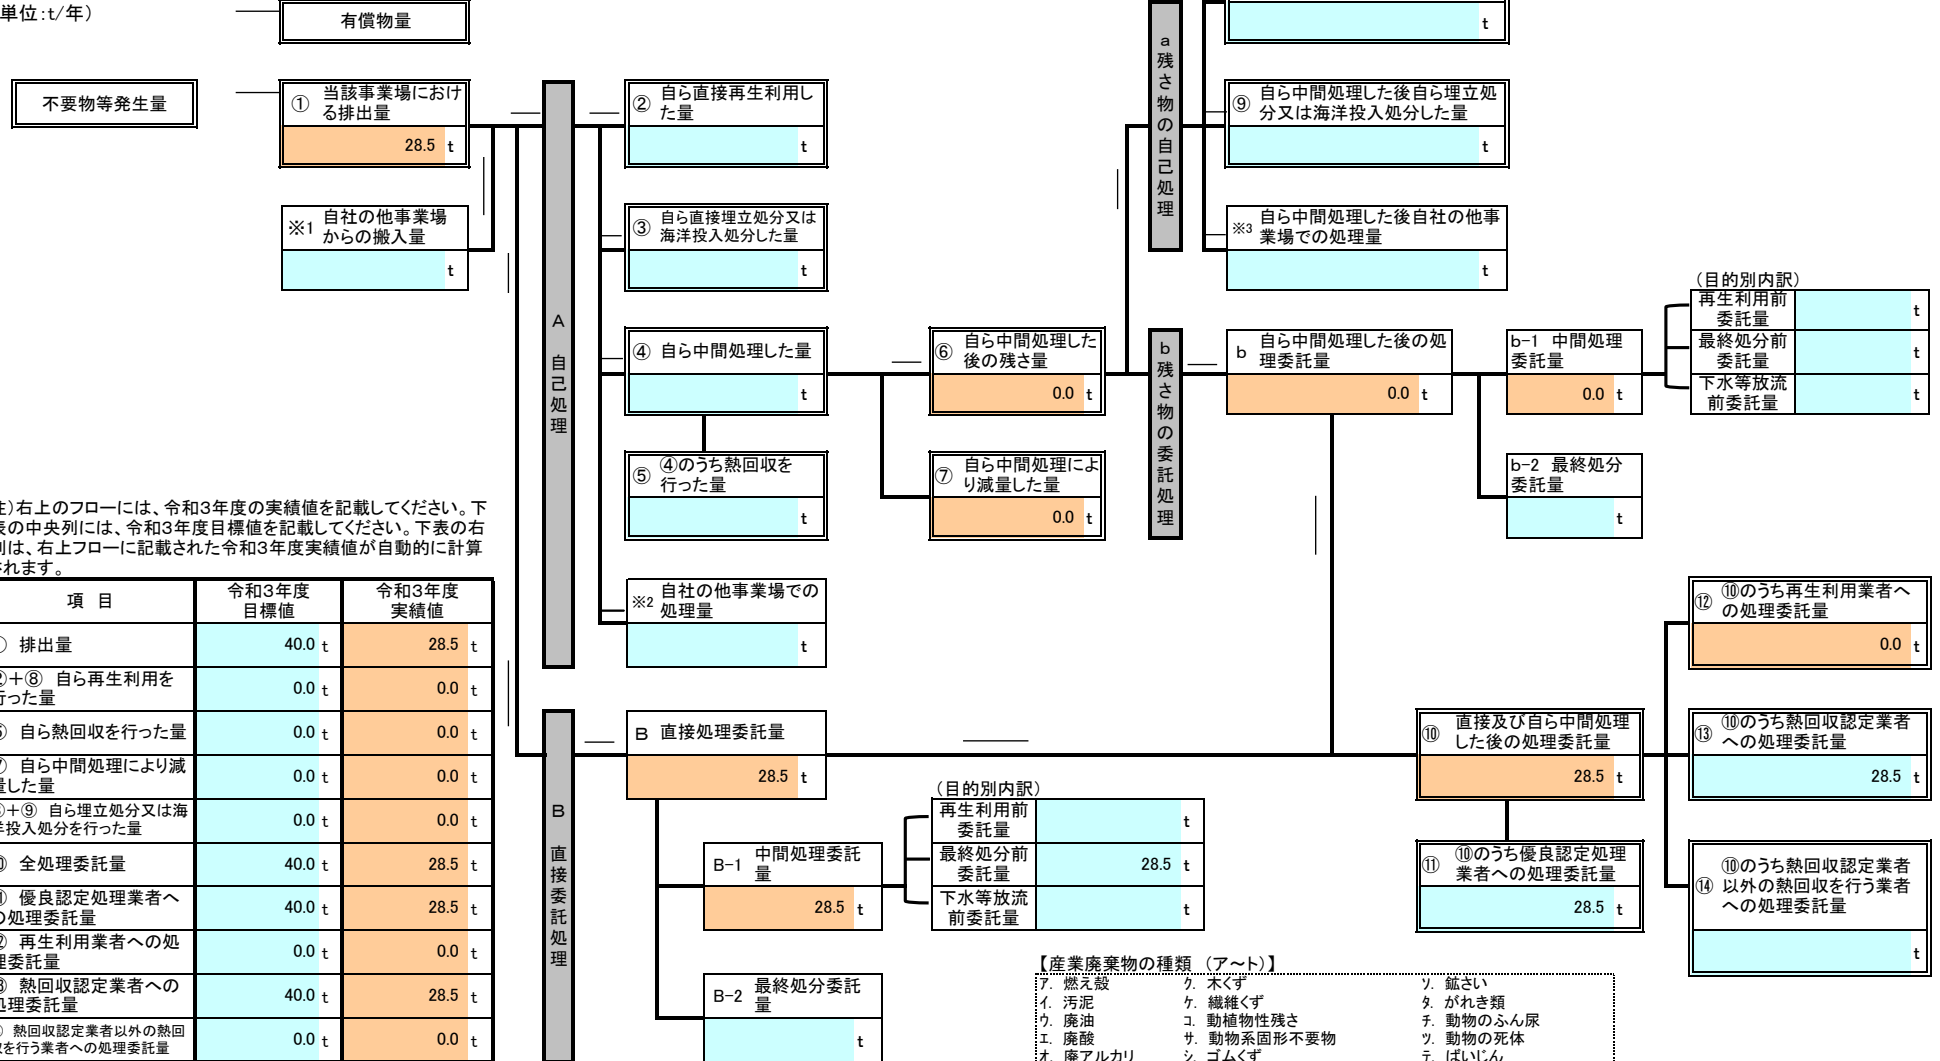 単位:t/年）
有償物量
t
不要物等発生量
① 当該事業場におけ
る排出量
28.5 t
※1 自社の他事業場
からの搬入量
t
A 自己処理
② 自ら直接再生利用し
た量
t
③ 自ら直接埋立処分又は
海洋投入処分した量
t
④ 自ら中間処理した量
t
⑤ ④のうち熱回収を
行った量
t
※2 自社の他事業場での
処理量
t
⑥ 自ら中間処理した
後の残さ量
0.0 t
⑦ 自ら中間処理によ
り減量した量
0.0 t
a 残さ物の自己処理
⑨ 自ら中間処理した後自ら埋立処
分又は海洋投入処分した量
t
※3 自ら中間処理した後自社の他事
業場での処理量
t
b 残さ物の委託処理
b 自ら中間処理した後の処
理委託量
0.0 t
b-1 中間処理
委託量
0.0 t
b-2 最終処分
委託量
t
（目的別内訳）
再生利用前
委託量
t
最終処分前
委託量
t
下水等放流
前委託量
t
）右上のフローには、令和3年度の実績値を記載してください。下
の中央列には、令和3年度目標値を記載してください。下表の右
は、右上フローに記載された令和3年度実績値が自動的に計算
れます。
項 目 令和3年度
目標値 令和3年度
実績値
排出量 40.0 t 28.5 t
＋⑧ 自ら再生利用を
った量 0.0 t 0.0 t
自ら熱回収を行った量 0.0 t 0.0 t
自ら中間処理により減
した量 0.0 t 0.0 t
＋⑨ 自ら埋立処分又は海
投入処分を行った量 0.0 t 0.0 t
全処理委託量 40.0 t 28.5 t
優良認定処理業者へ
の処理委託量 40.0 t 28.5 t
再生利用業者への処
理委託量 0.0 t 0.0 t
熱回収認定業者への
処理委託量 40.0 t 28.5 t
熱回収認定業者以外の熱回
収を行う業者への処理委託量 0.0 t 0.0 t
B 直接委託処理
B 直接処理委託量
28.5 t
B-1 中間処理委託
量
28.5 t
B-2 最終処分委託
量
t
（目的別内訳）
再生利用前
委託量
t
最終処分前
委託量
28.5 t
下水等放流
前委託量
t
⑩ 直接及び自ら中間処理
した後の処理委託量
28.5 t
⑪ ⑩のうち優良認定処理
業者への処理委託量
28.5 t
⑫ ⑩のうち再生利用業者へ
の処理委託量
0.0 t
⑬ ⑩のうち熱回収認定業者
への処理委託量
28.5 t
⑭ ⑩のうち熱回収認定業者
以外の熱回収を行う業者
への処理委託量
t
【産業廃棄物の種類 （ア～ト）】
ア. 燃え殻 ク. 木くず ソ. 鉱さい
イ. 汚泥 ケ. 繊維くず タ. がれき類
ウ. 廃油 コ. 動植物性残さ チ. 動物のふん尿
エ. 廃酸 サ. 動物系固形不要物 ツ. 動物の死体
オ. 廃アルカリ シ. ゴムくず テ. ばいじん